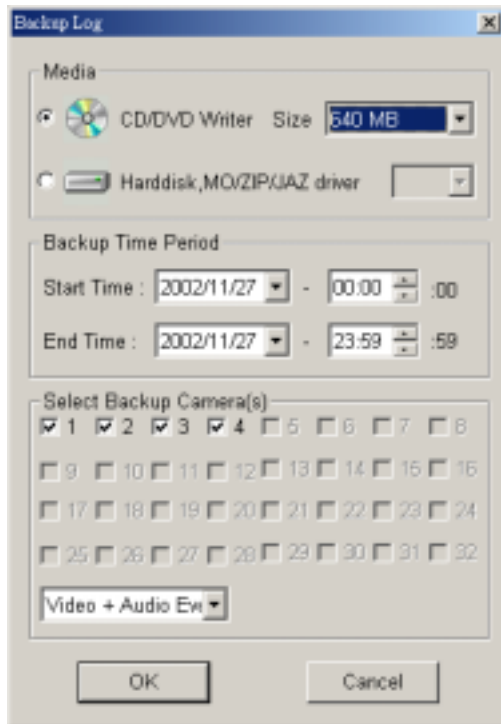 Backup Log
Media
CD/DVD Writer Size 640 MB
Harddisk,MO/ZIP/JAZ driver
Backup Time Period
Start Time : 2002/11/27 - 00:00 :00
End Time : 2002/11/27 - 23:59 :59
Select Backup Camera(s)
1 2 3 4 5 6 7 8
9 10 11 12 13 14 15 16
17 18 19 20 21 22 23 24
25 26 27 28 29 30 31 32
Video + Audio Eve
OK Cancel